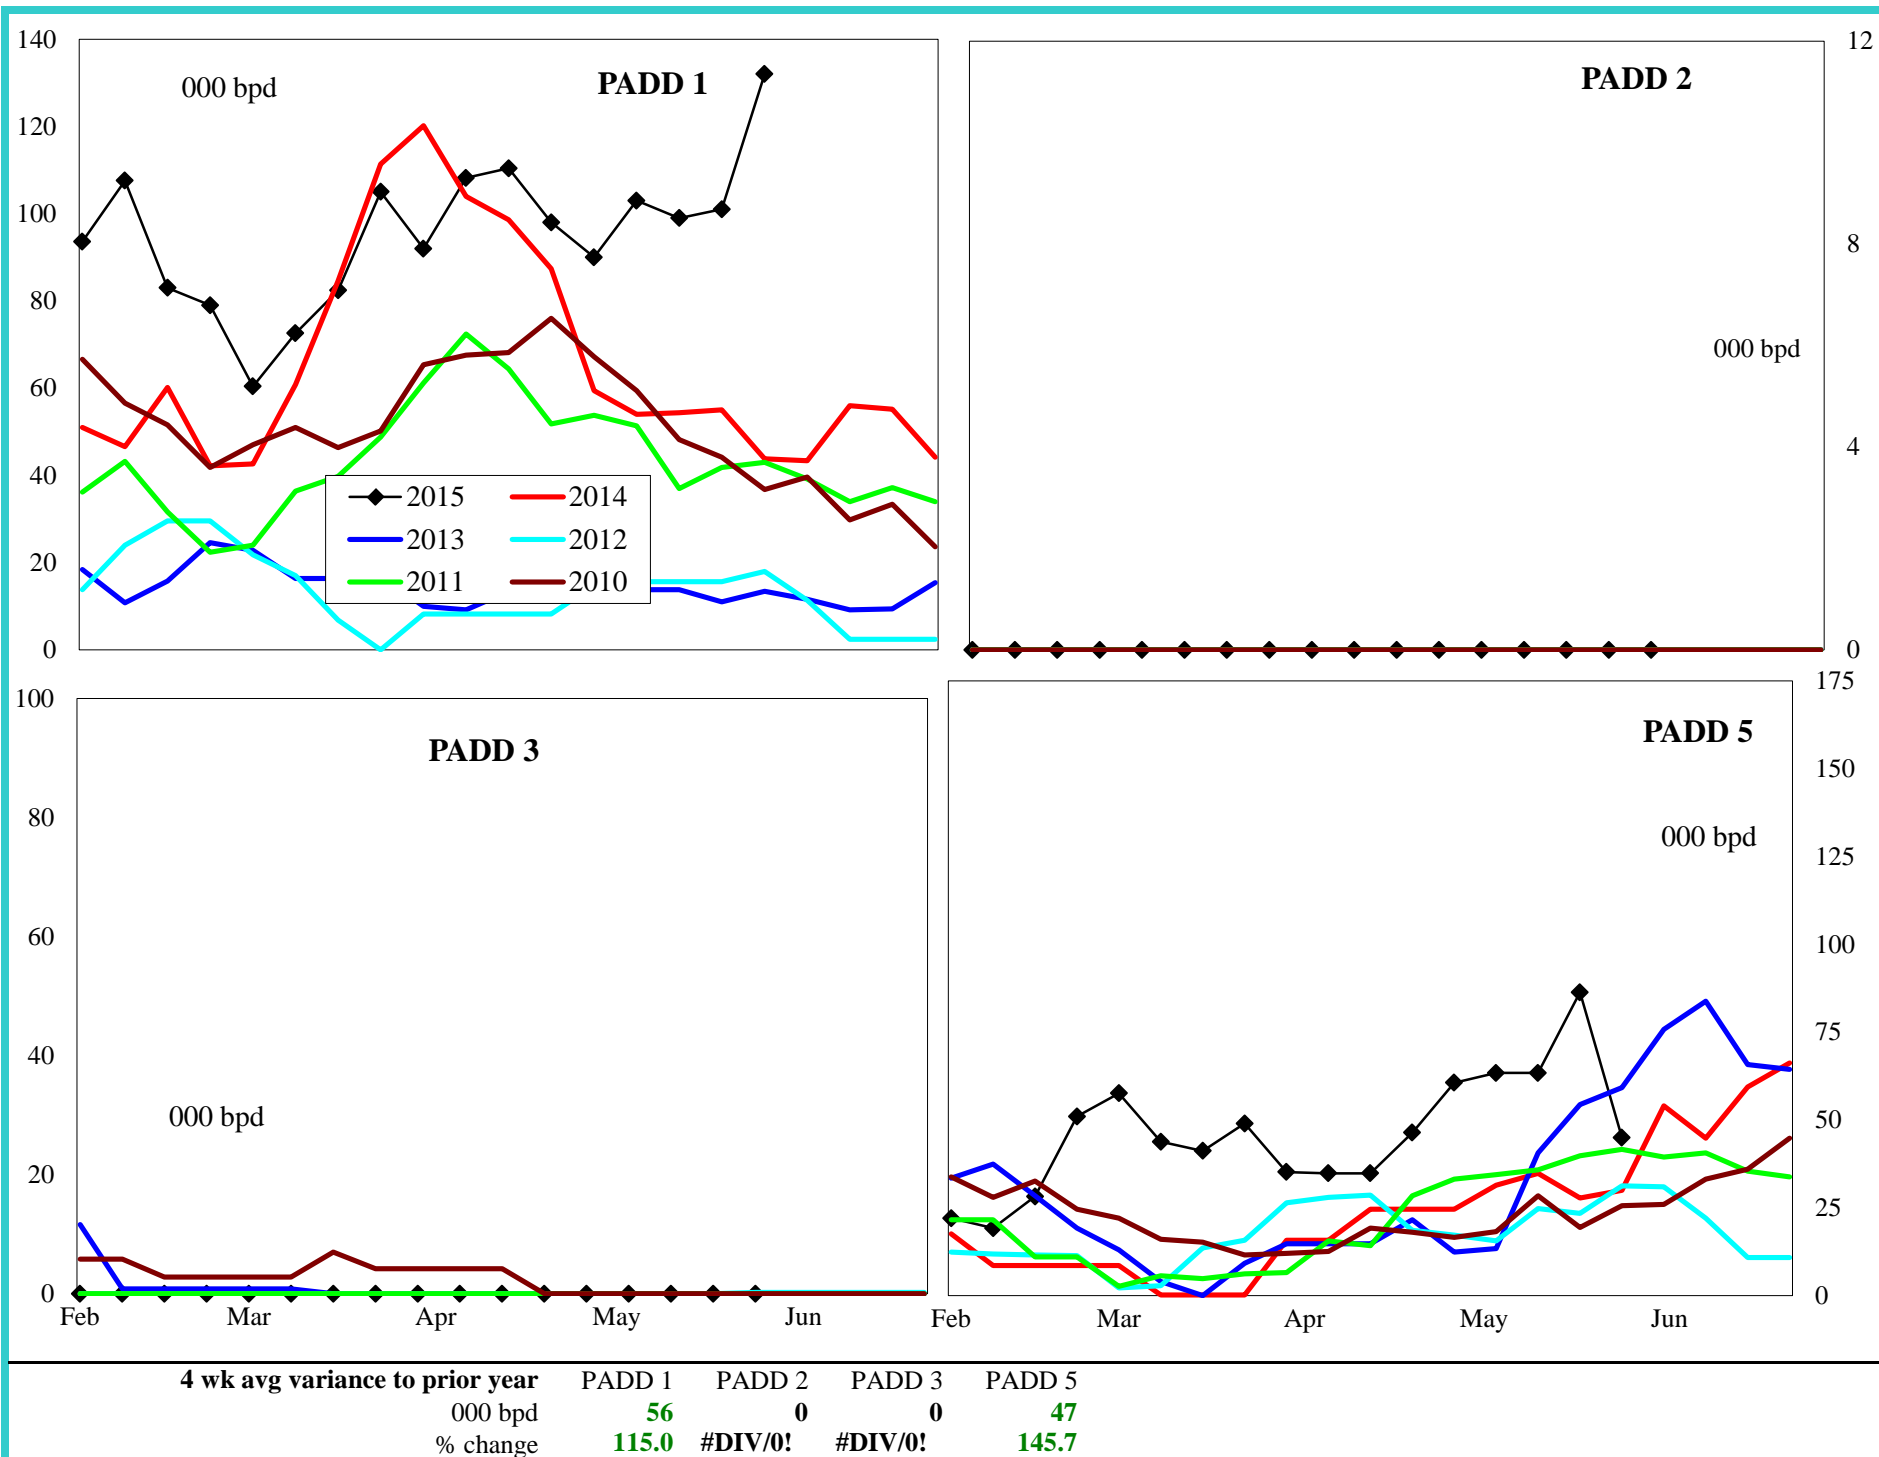 140
120
100
80
60
40
20
0
000 bpd
PADD 1
2015
2014
2013
2012
2011
2010
PADD 2
000 bpd
12
8
4
0
100
80
60
40
20
0
PADD 3
000 bpd
Feb Mar Apr May Jun
PADD 5
000 bpd
175
150
125
100
75
50
25
0
Feb Mar Apr May Jun
4 wk avg variance to prior year PADD 1 PADD 2 PADD 3 PADD 5
000 bpd 56 0 0 47
% change 115.0 #DIV/0! #DIV/0! 145.7